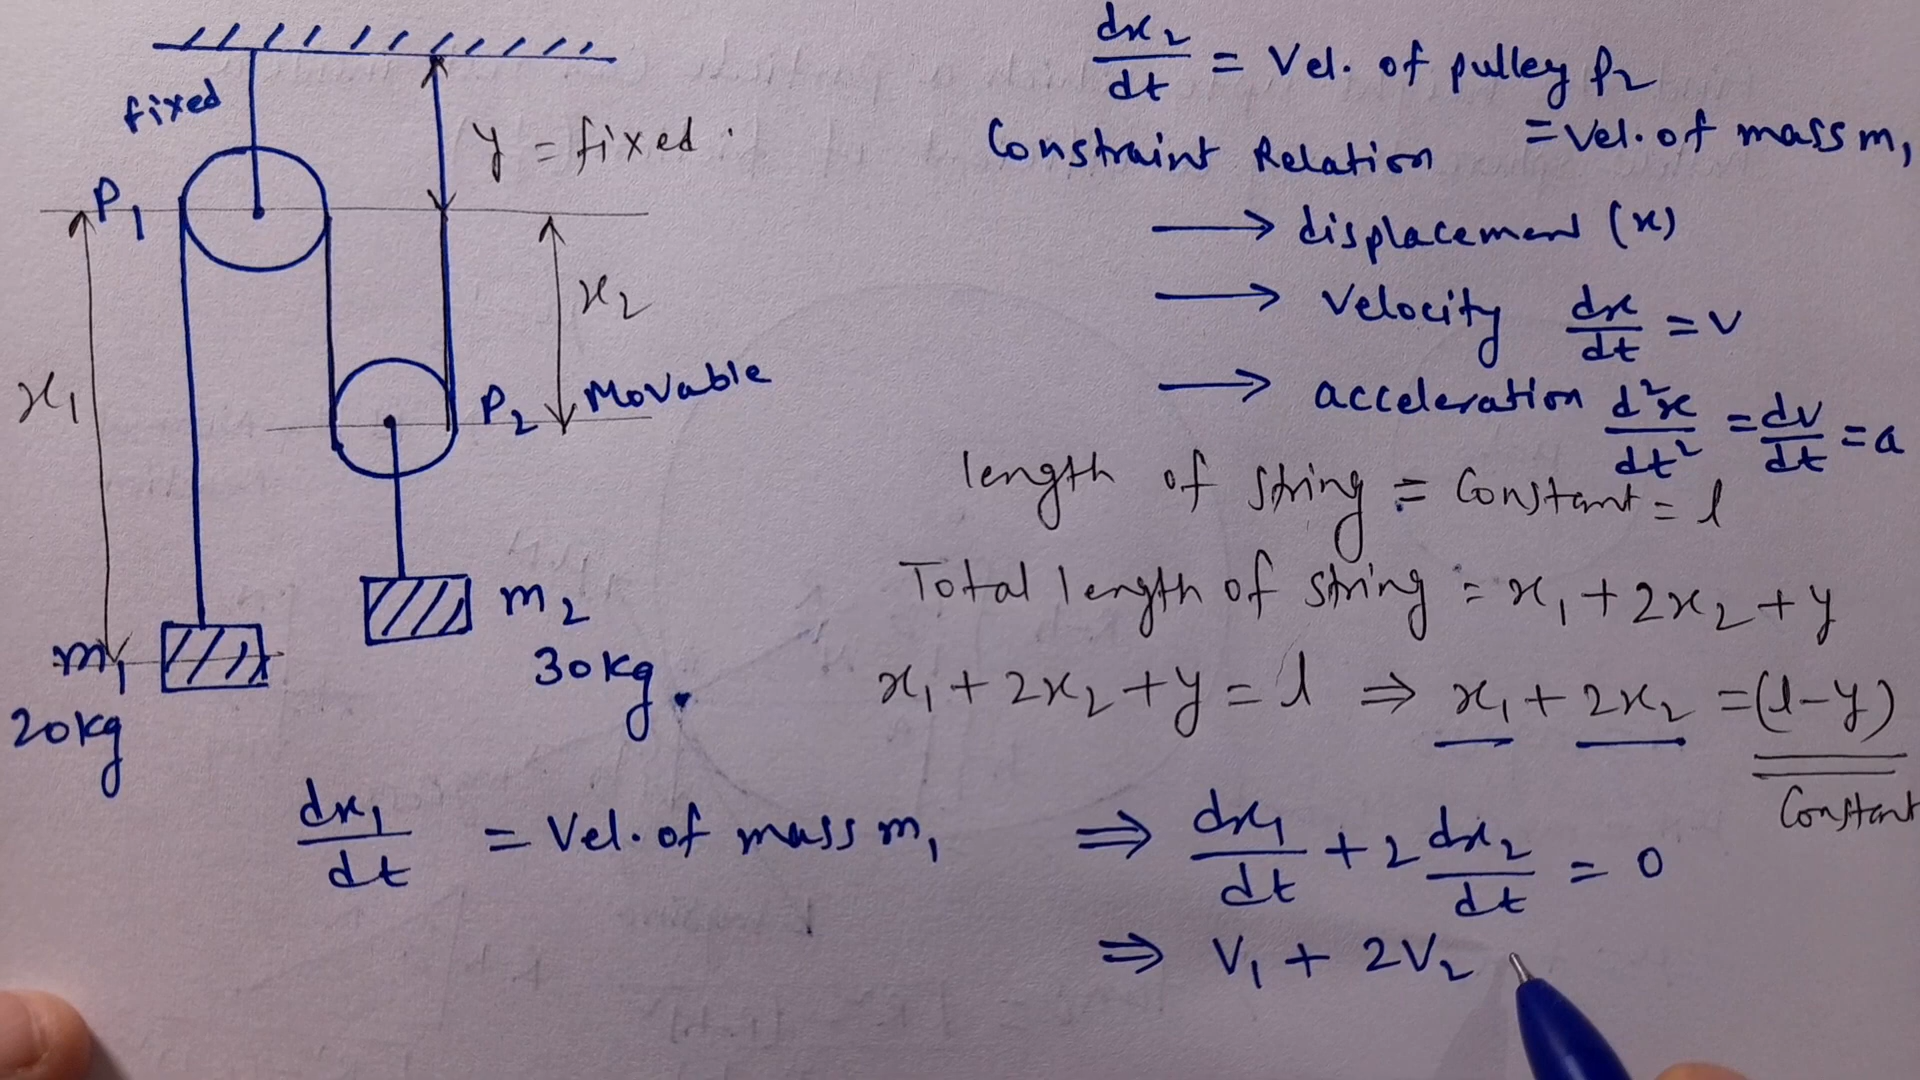 fixed
y = fixed
P₁
x₁
x₂
P₂ Movable
m₂
30kg
m₁
20kg
dx₂/dt = Vel. of pulley P₂
= Vel. of mass m₁
Constraint Relation
→ displacement (x)
→ Velocity dx/dt = v
→ acceleration d²x/dt² = dv/dt = a
length of string = Constant = l
Total length of string = x₁ + 2x₂ + y
x₁ + 2x₂ + y = l ⇒ x₁ + 2x₂ = (l-y)
Constant
dx₁/dt = Vel. of mass m₁ ⇒ dx₁/dt + 2 dx₂/dt = 0
⇒ V₁ + 2V₂